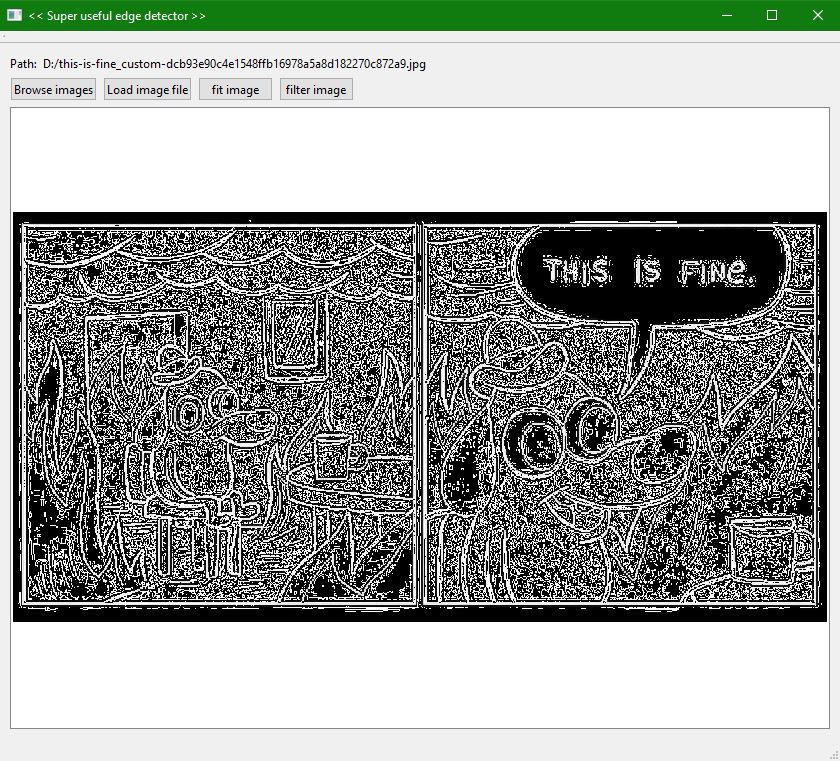 << Super useful edge detector >>
Path: D:/this-is-fine_custom-dcb93e90c4e1548ffb16978a5a8d182270c872a9.jpg
Browse images Load image file fit image filter image
THIS IS FINE.